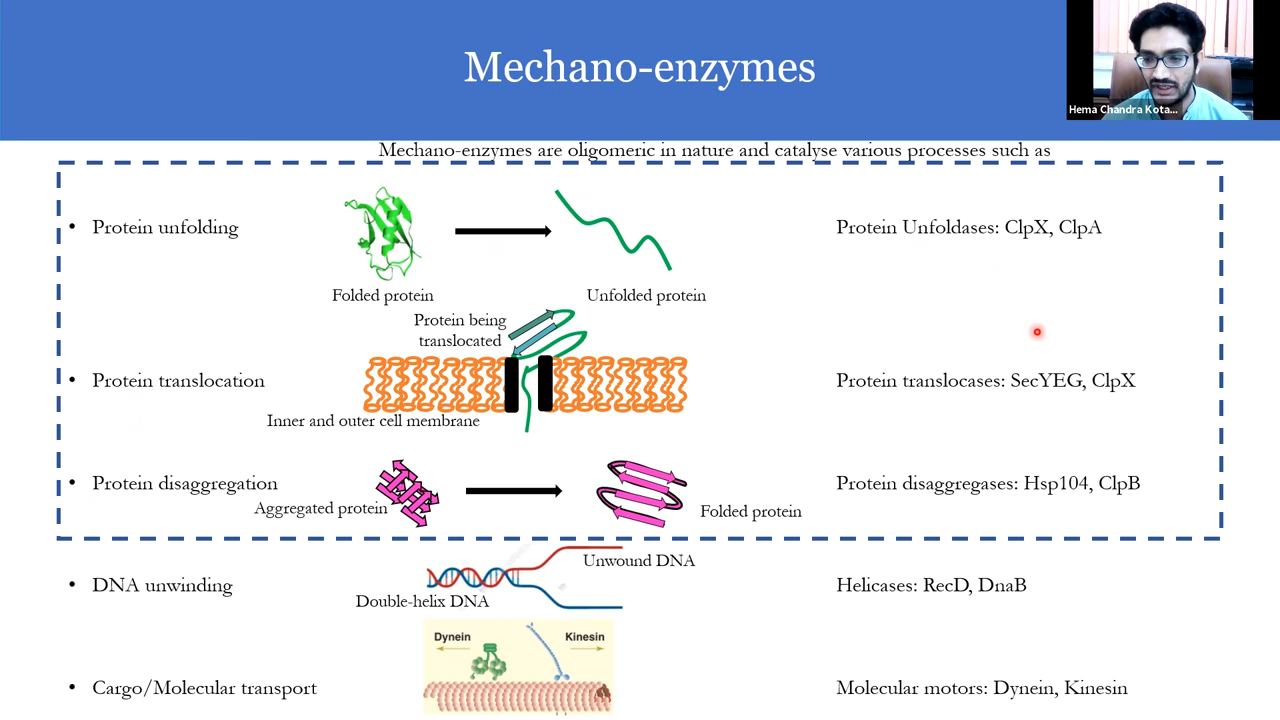 Mechano-enzymes
Hema Chandra Kota...
Mechano-enzymes are oligomeric in nature and catalyse various processes such as
• Protein unfolding
Folded protein
Unfolded protein
Protein Unfoldases: ClpX, ClpA
Protein being
translocated
• Protein translocation
Inner and outer cell membrane
Protein translocases: SecYEG, ClpX
• Protein disaggregation
Aggregated protein
Folded protein
Protein disaggregases: Hsp104, ClpB
• DNA unwinding
Unwound DNA
Double-helix DNA
Helicases: RecD, DnaB
Dynein
Kinesin
• Cargo/Molecular transport
Molecular motors: Dynein, Kinesin